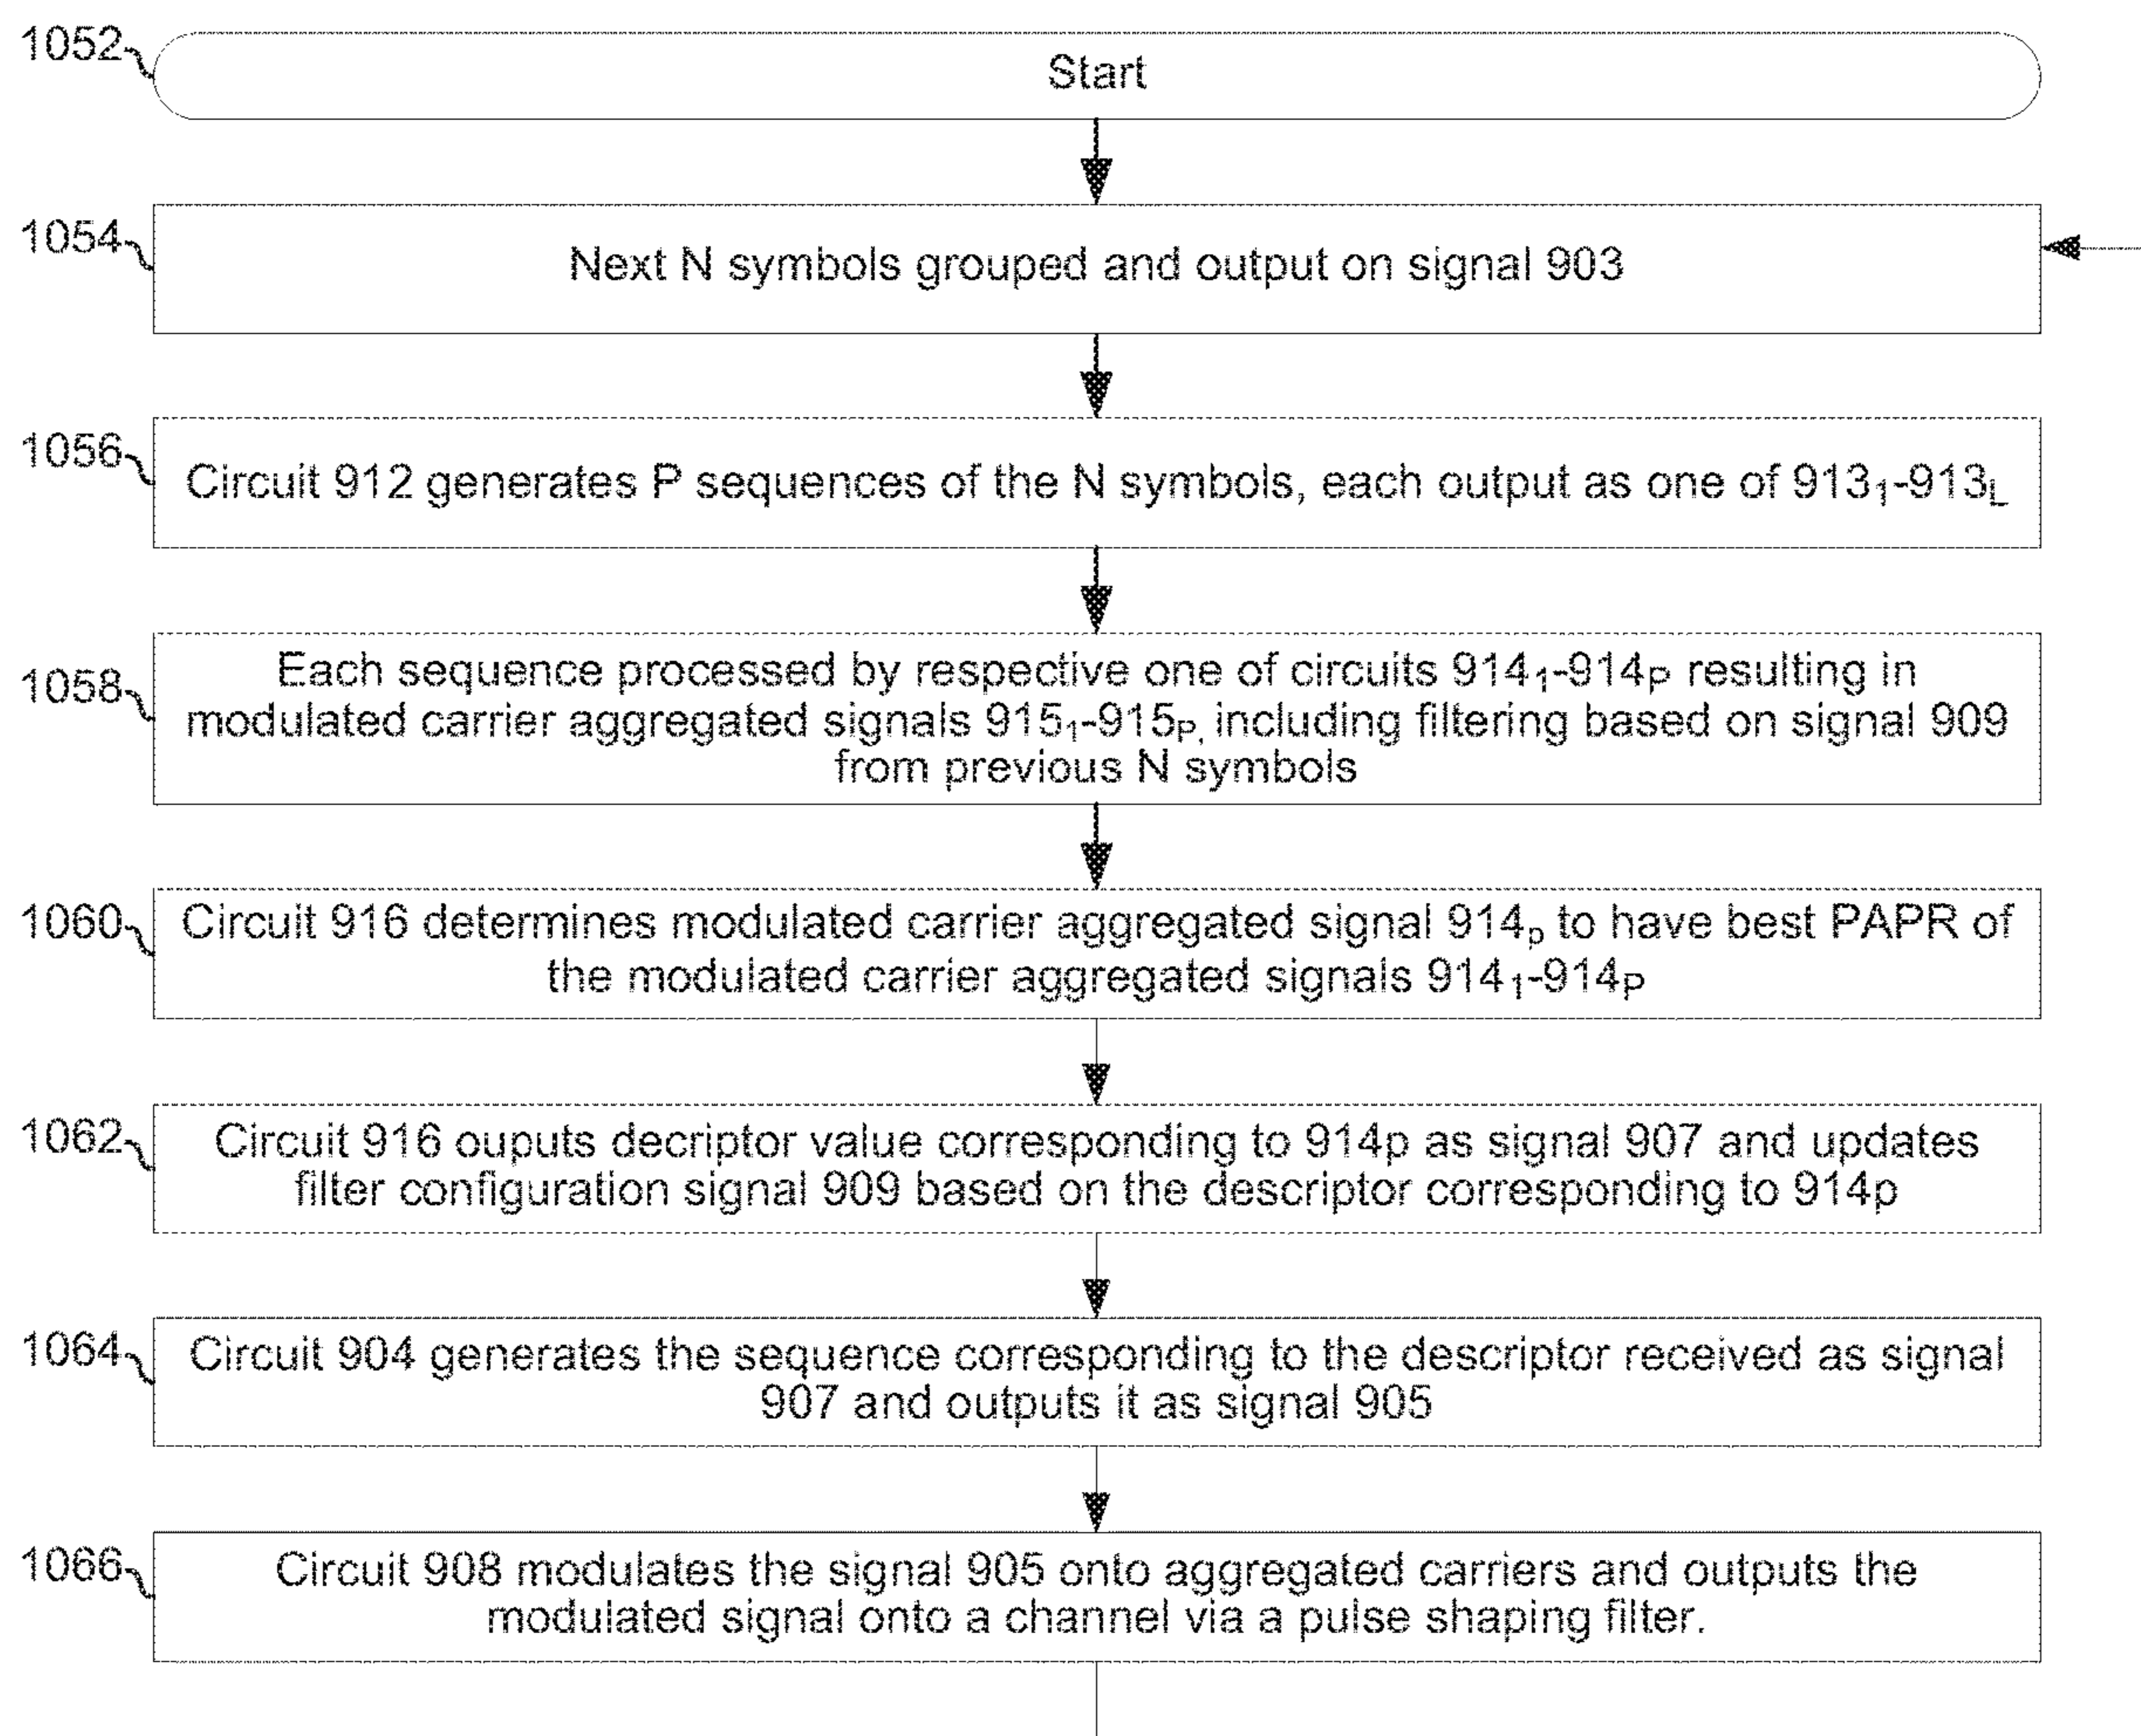 1052
Start
1054
Next N symbols grouped and output on signal 903
1056
Circuit 912 generates P sequences of the N symbols, each output as one of 913₁-913L
1058
Each sequence processed by respective one of circuits 914₁-914P resulting in
modulated carrier aggregated signals 915₁-915P, including filtering based on signal 909
from previous N symbols
1060
Circuit 916 determines modulated carrier aggregated signal 914p to have best PAPR of
the modulated carrier aggregated signals 914₁-914P
1062
Circuit 916 ouputs decriptor value corresponding to 914p as signal 907 and updates
filter configuration signal 909 based on the descriptor corresponding to 914p
1064
Circuit 904 generates the sequence corresponding to the descriptor received as signal
907 and outputs it as signal 905
1066
Circuit 908 modulates the signal 905 onto aggregated carriers and outputs the
modulated signal onto a channel via a pulse shaping filter.